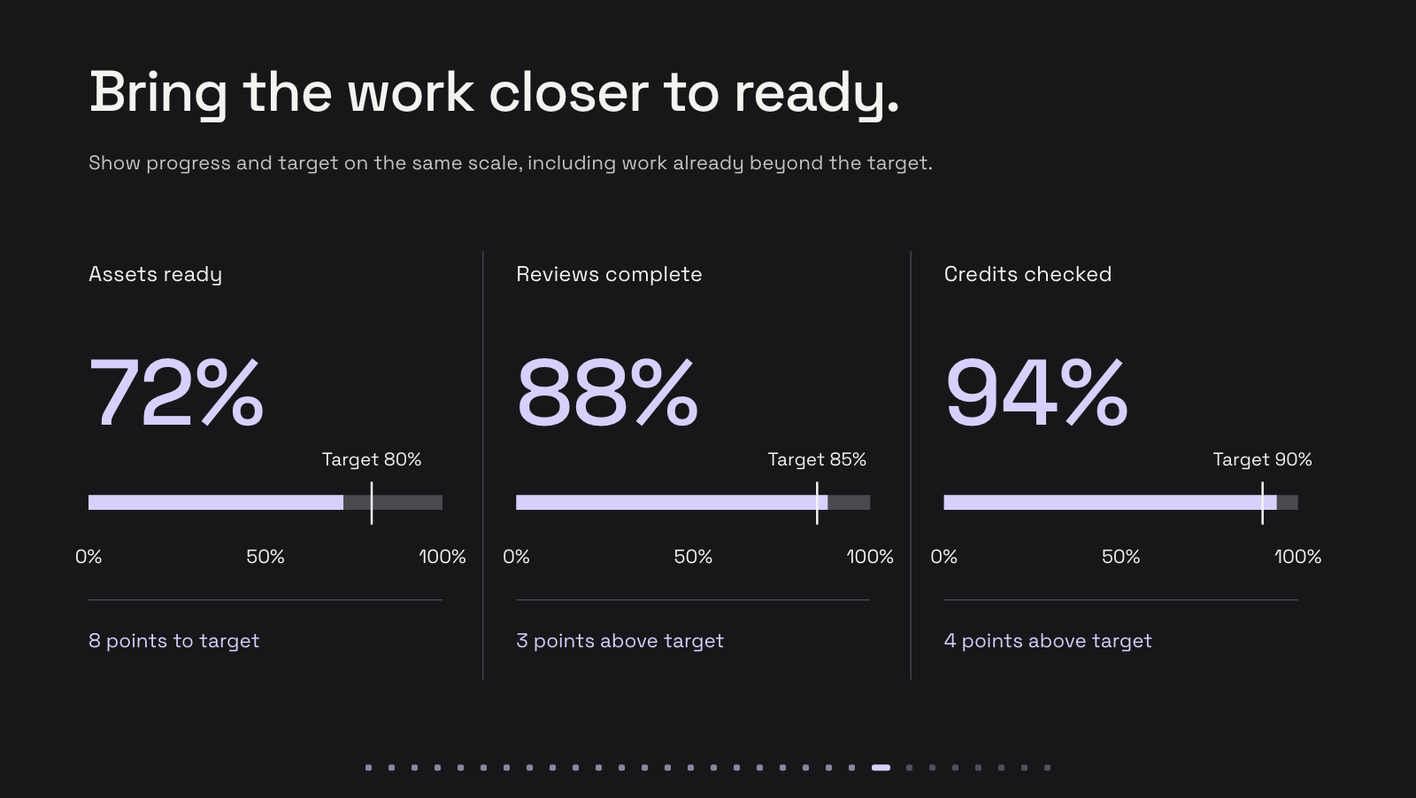 Bring the work closer to ready.
Show progress and target on the same scale, including work already beyond the target.
Assets ready
72%
Target 80%
0% 50% 100%
8 points to target
Reviews complete
88%
Target 85%
0% 50% 100%
3 points above target
Credits checked
94%
Target 90%
0% 50% 100%
4 points above target